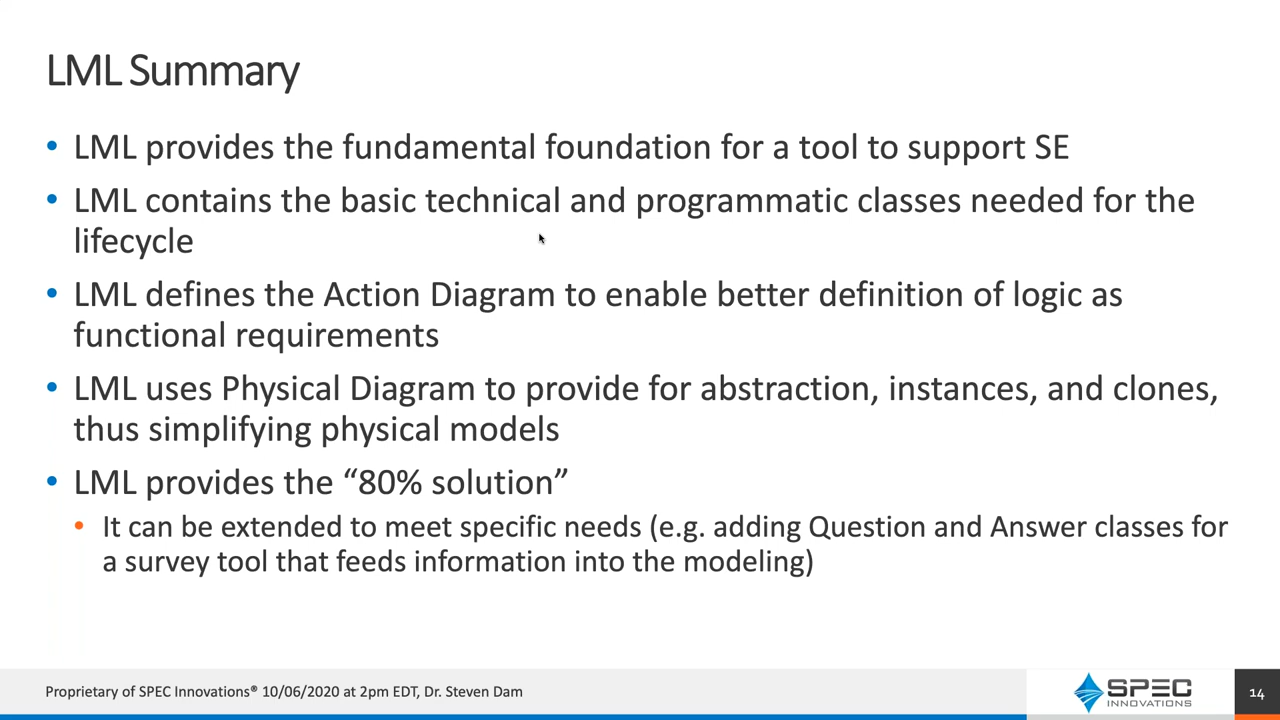 LML Summary
• LML provides the fundamental foundation for a tool to support SE
• LML contains the basic technical and programmatic classes needed for the
lifecycle
• LML defines the Action Diagram to enable better definition of logic as
functional requirements
• LML uses Physical Diagram to provide for abstraction, instances, and clones,
thus simplifying physical models
• LML provides the “80% solution”
• It can be extended to meet specific needs (e.g. adding Question and Answer classes for
a survey tool that feeds information into the modeling)
Proprietary of SPEC Innovations® 10/06/2020 at 2pm EDT, Dr. Steven Dam
SPEC
INNOVATIONS
14